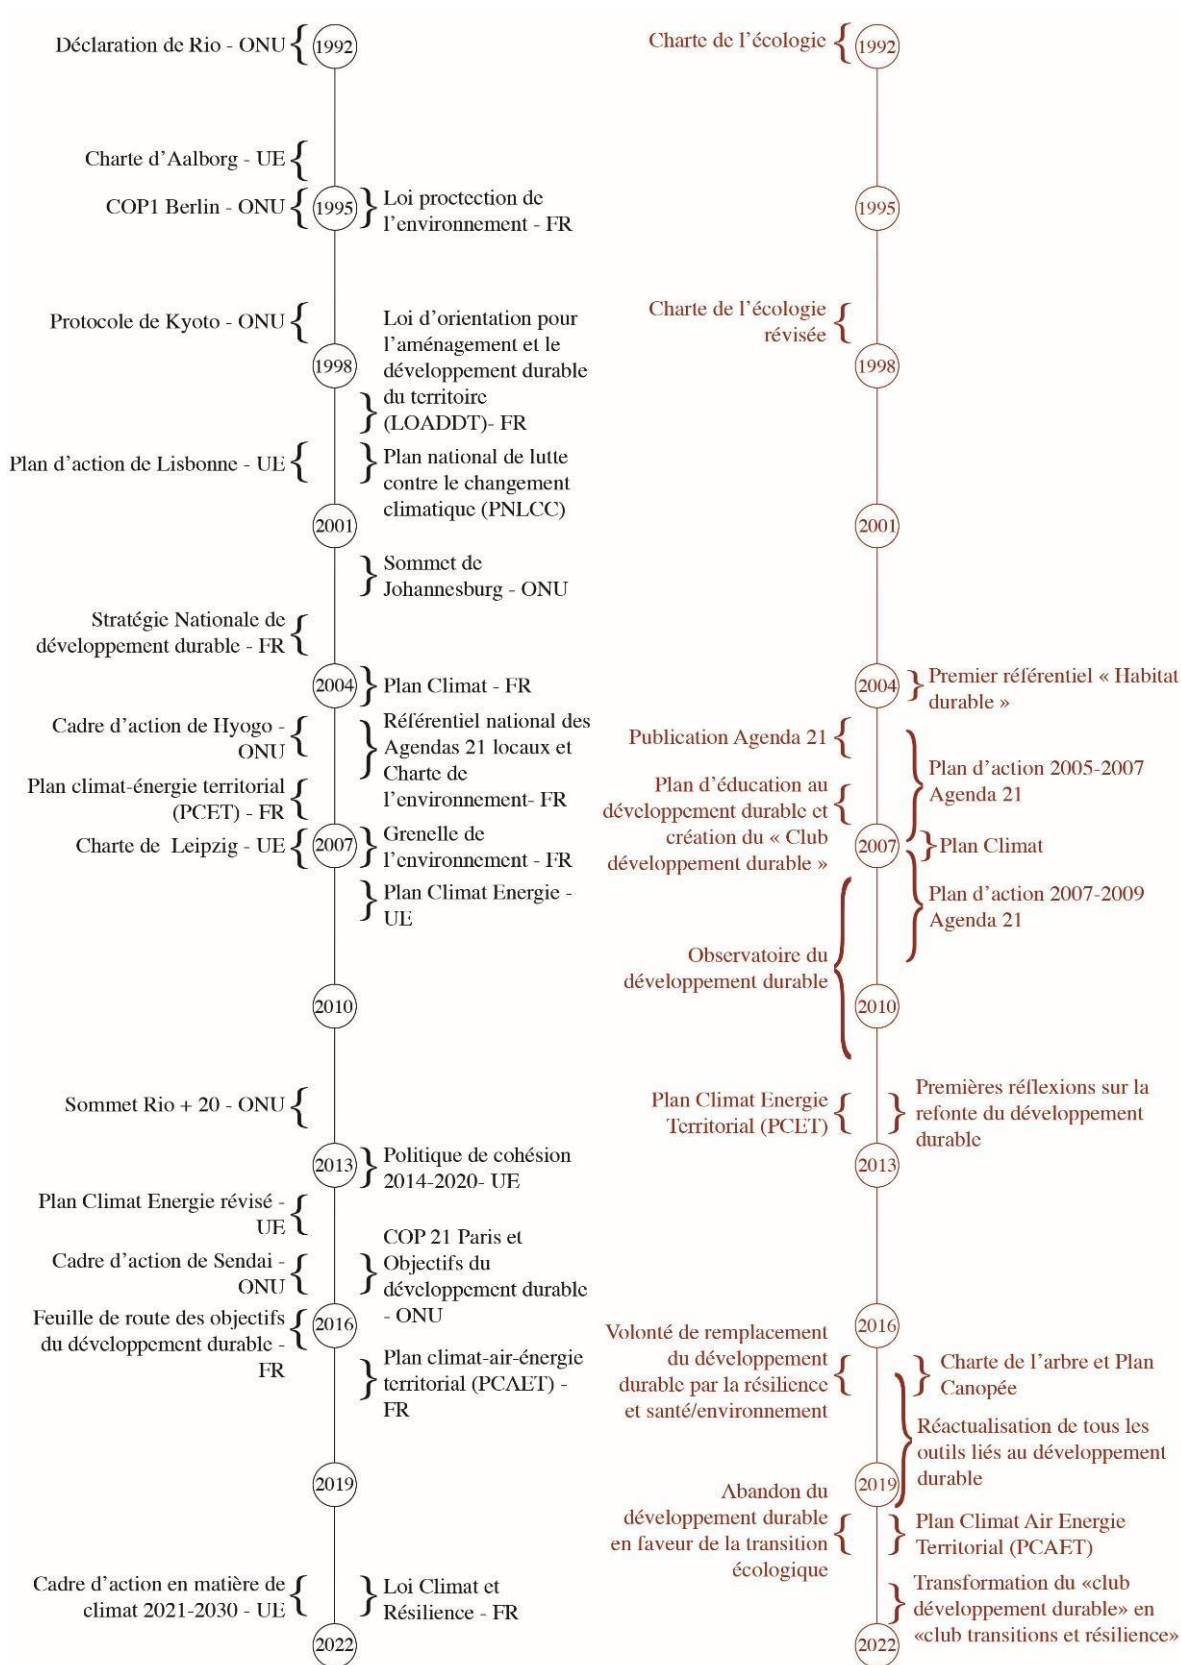 Déclaration de Rio - ONU
1992
Charte d'Aalborg - UE
COP1 Berlin - ONU
1995
Loi proctection de
l'environnement - FR
Protocole de Kyoto - ONU
Loi d'orientation pour
l'aménagement et le
développement durable
du territoire
(LOADDT)- FR
1998
Plan d'action de Lisbonne - UE
Plan national de lutte
contre le changement
climatique (PNLCC)
2001
Sommet de
Johannesburg - ONU
Stratégie Nationale de
développement durable - FR
2004
Plan Climat - FR
Cadre d'action de Hyogo -
ONU
Référentiel national des
Agendas 21 locaux et
Charte de
l'environnement- FR
Plan climat-énergie territorial
(PCET) - FR
Charte de Leipzig - UE
2007
Grenelle de
l'environnement - FR
Plan Climat Energie -
UE
2010
Sommet Rio + 20 - ONU
2013
Politique de cohésion
2014-2020- UE
Plan Climat Energie révisé -
UE
Cadre d'action de Sendai -
ONU
COP 21 Paris et
Objectifs du
développement durable
- ONU
Feuille de route des objectifs
du développement durable -
FR
2016
Plan climat-air-énergie
territorial (PCAET) -
FR
2019
Cadre d'action en matière de
climat 2021-2030 - UE
Loi Climat et
Résilience - FR
2022
Charte de l'écologie
1992
1995
Charte de l'écologie
révisée
1998
2001
2004
Premier référentiel « Habitat
durable »
Publication Agenda 21
Plan d'action 2005-2007
Agenda 21
Plan d'éducation au
développement durable et
création du « Club
développement durable »
2007
Plan Climat
Plan d'action 2007-2009
Agenda 21
Observatoire du
développement durable
2010
Plan Climat Energie
Territorial (PCET)
Premières réflexions sur la
refonte du développement
durable
2013
2016
Volonté de remplacement
du développement
durable par la résilience
et santé/environnement
Charte de l'arbre et Plan
Canopée
Réactualisation de tous les
outils liés au développement
durable
2019
Abandon du
développement durable
en faveur de la transition
écologique
Plan Climat Air Energie
Territorial (PCAET)
Transformation du «club
développement durable» en
«club transitions et résilience»
2022